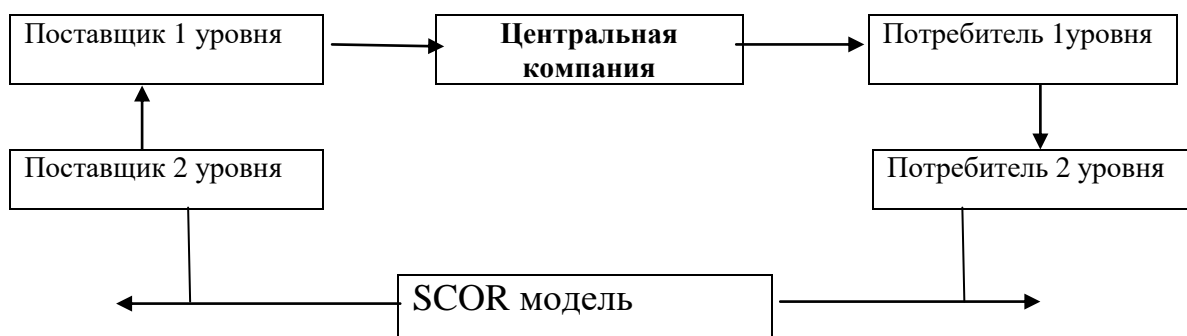 Поставщик 1 уровня
Центральная
компания
Потребитель 1уровня
Поставщик 2 уровня
Потребитель 2 уровня
SCOR модель